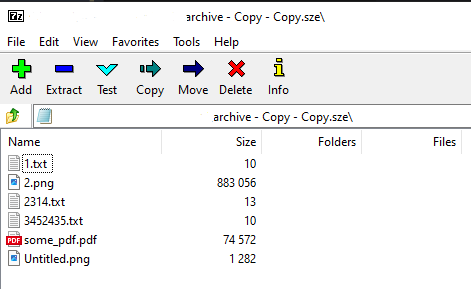 7z archive - Copy - Copy.sze\
File Edit View Favorites Tools Help
Add Extract Test Copy Move Delete Info
archive - Copy - Copy.sze\
Name Size Folders Files
1.txt 10
2.png 883 056
2314.txt 13
3452435.txt 10
PDF some_pdf.pdf 74 572
Untitled.png 1 282